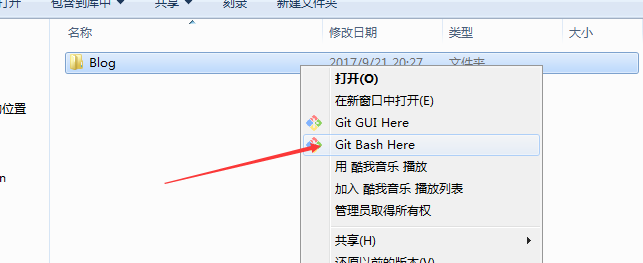 打开 包含到库中 共享 刻录 新建文件夹
名称 修改日期 类型 大小
Blog 2017/9/21 20:27 文件夹
打开(O)
在新窗口中打开(E)
的位置
Git GUI Here
Git Bash Here
用 酷我音乐 播放
加入 酷我音乐 播放列表
n
管理员取得所有权
共享(H)
还原以前的版本(V)